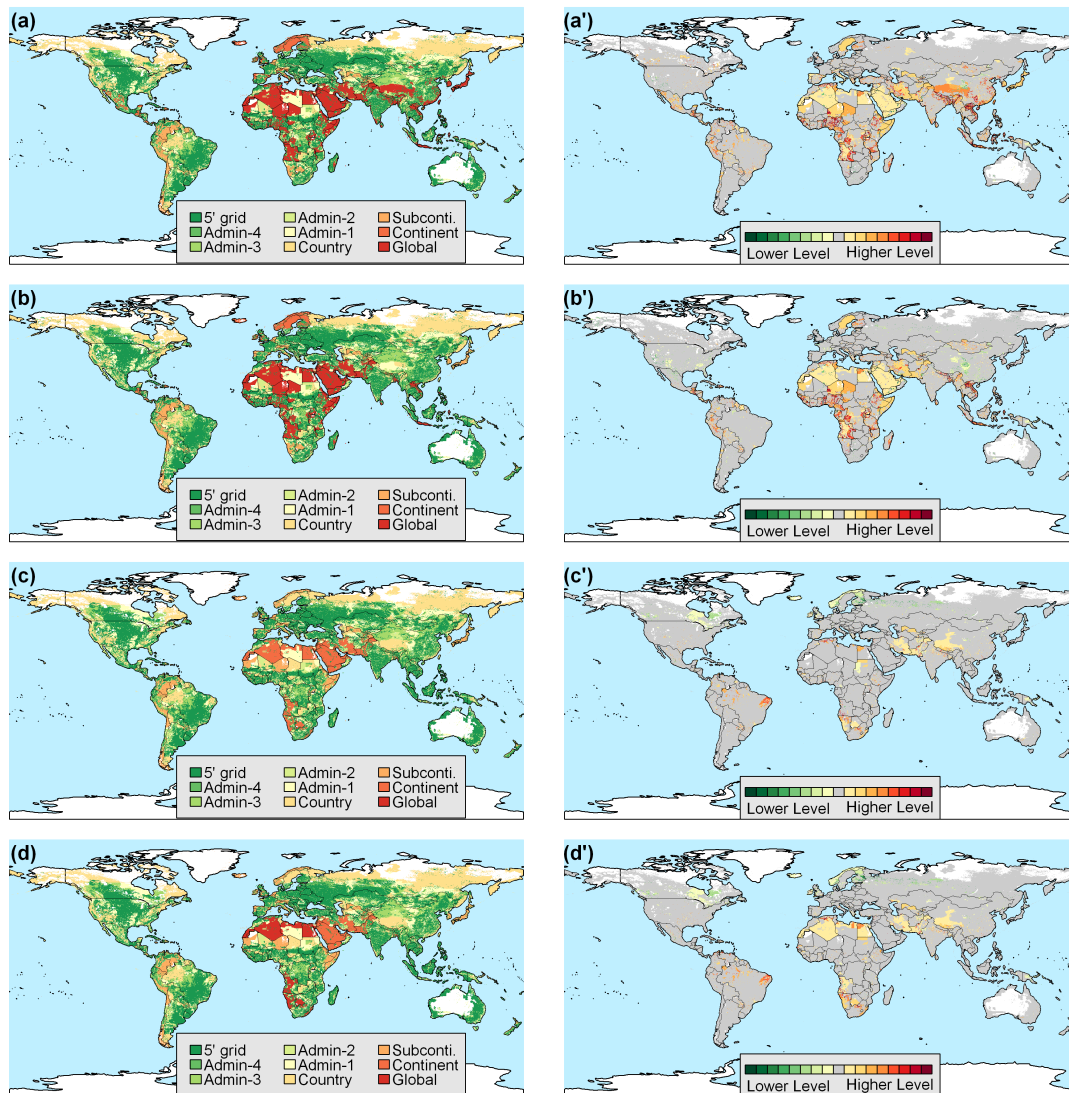 (a)
5' grid Admin-2 Subconti.
Admin-4 Admin-1 Continent
Admin-3 Country Global
(a')
Lower Level Higher Level
(b)
5' grid Admin-2 Subconti.
Admin-4 Admin-1 Continent
Admin-3 Country Global
(b')
Lower Level Higher Level
(c)
5' grid Admin-2 Subconti.
Admin-4 Admin-1 Continent
Admin-3 Country Global
(c')
Lower Level Higher Level
(d)
5' grid Admin-2 Subconti.
Admin-4 Admin-1 Continent
Admin-3 Country Global
(d')
Lower Level Higher Level